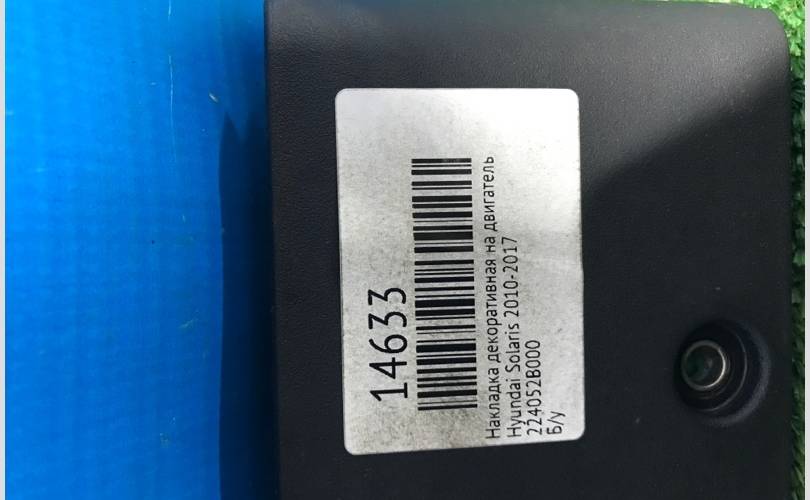 14633
Накладка декоративная на двигатель
Hyundai Solaris 2010-2017
224052B000
Б/у